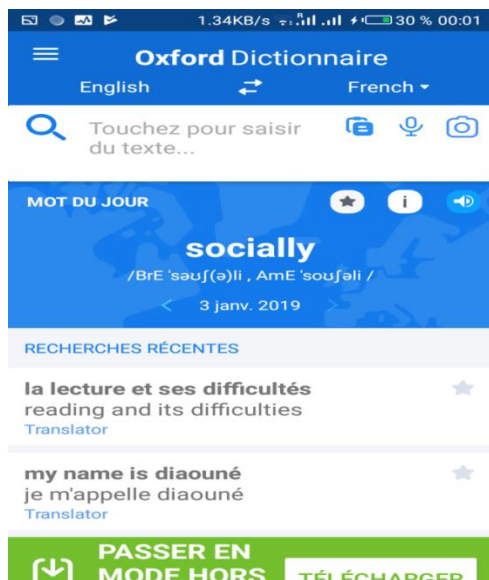 1.34KB/s 30 % 00:01
Oxford Dictionnaire
English French
Touchez pour saisir
du texte...
MOT DU JOUR
socially
/BrE ˈsəʊʃ(ə)li , AmE ˈsoʊʃəli /
< 3 janv. 2019 >
RECHERCHES RÉCENTES
la lecture et ses difficultés
reading and its difficulties
Translator
my name is diaouné
je m'appelle diaouné
Translator
PASSER EN
MODE HORS TÉLÉCHARGER